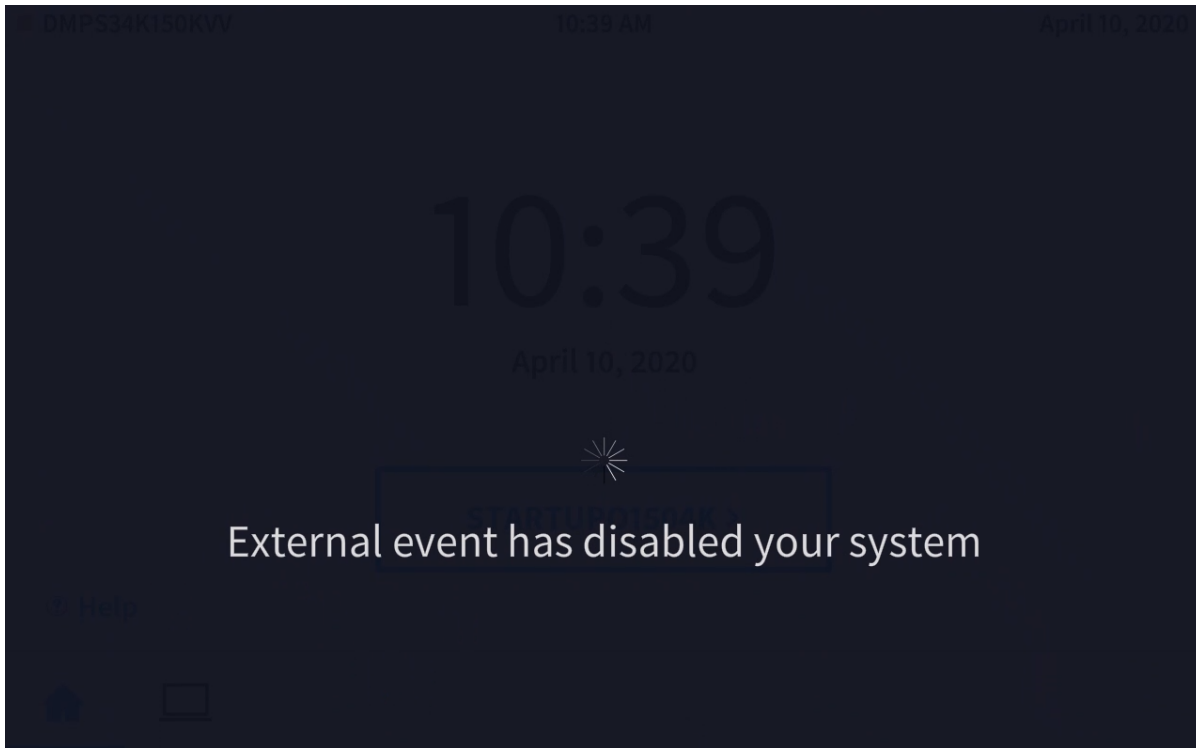 DMPS34K150KVV 10:39 AM April 10, 2020
10:39
April 10, 2020
External event has disabled your system
Help